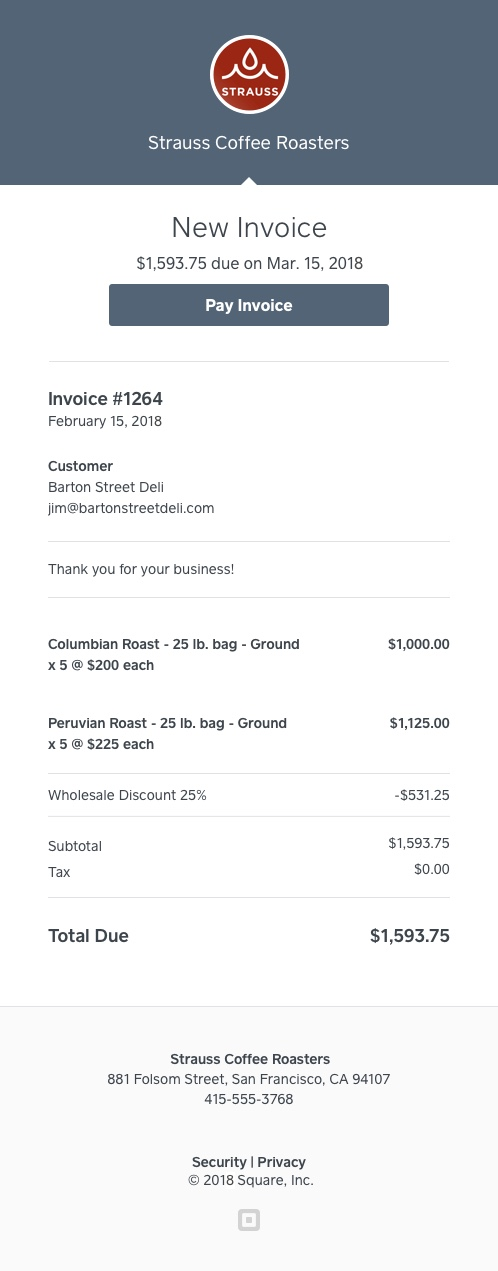 STRAUSS
Strauss Coffee Roasters
New Invoice
$1,593.75 due on Mar. 15, 2018
Pay Invoice
Invoice #1264
February 15, 2018
Customer
Barton Street Deli
jim@bartonstreetdeli.com
Thank you for your business!
Columbian Roast - 25 lb. bag - Ground $1,000.00
x 5 @ $200 each
Peruvian Roast - 25 lb. bag - Ground $1,125.00
x 5 @ $225 each
Wholesale Discount 25% -$531.25
Subtotal $1,593.75
Tax $0.00
Total Due $1,593.75
Strauss Coffee Roasters
881 Folsom Street, San Francisco, CA 94107
415-555-3768
Security | Privacy
© 2018 Square, Inc.